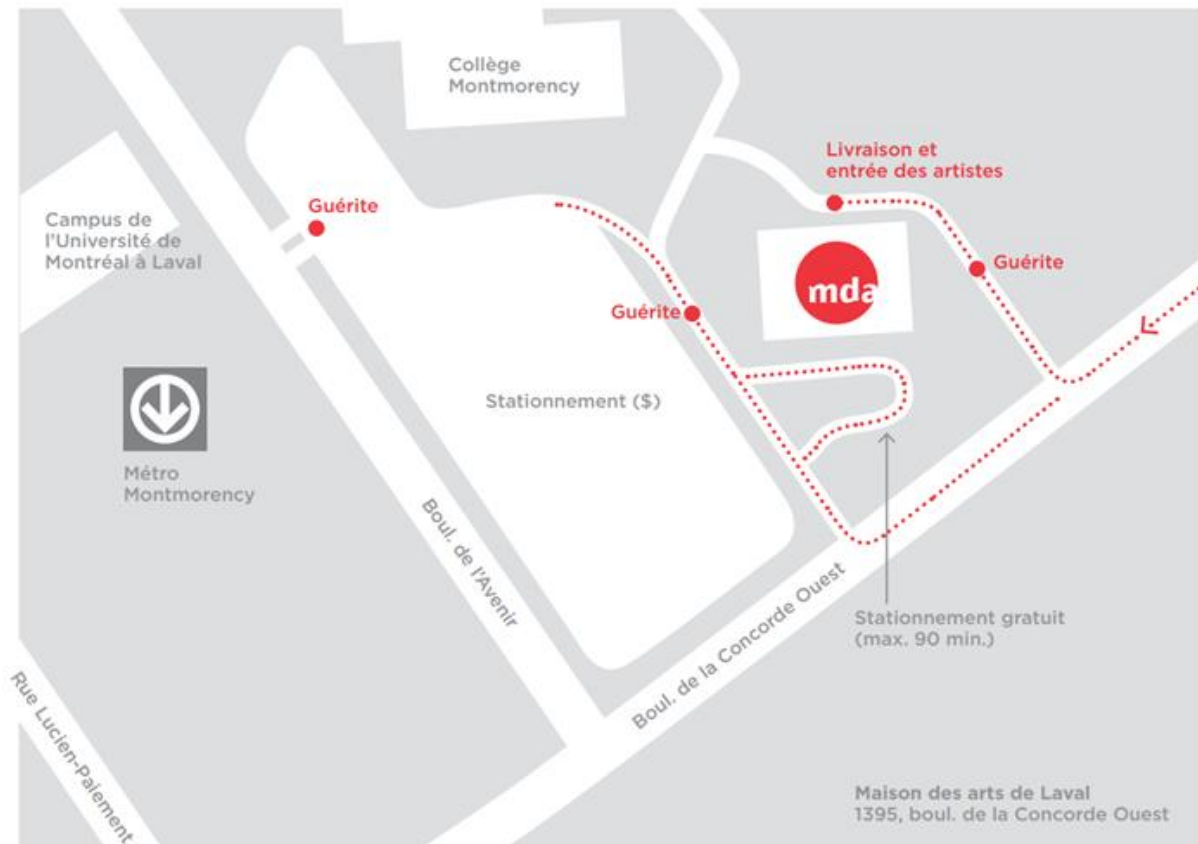 Collège
Montmorency
Livraison et
entrée des artistes
Guérite
Campus de
l'Université de
Montréal à Laval
Guérite
mda
Guérite
Stationnement ($)
Métro
Montmorency
Boul. de l'Avenir
Boul. de la Concorde Ouest
Stationnement gratuit
(max. 90 min.)
Rue Lucien-Paiement
Maison des arts de Laval
1395, boul. de la Concorde Ouest